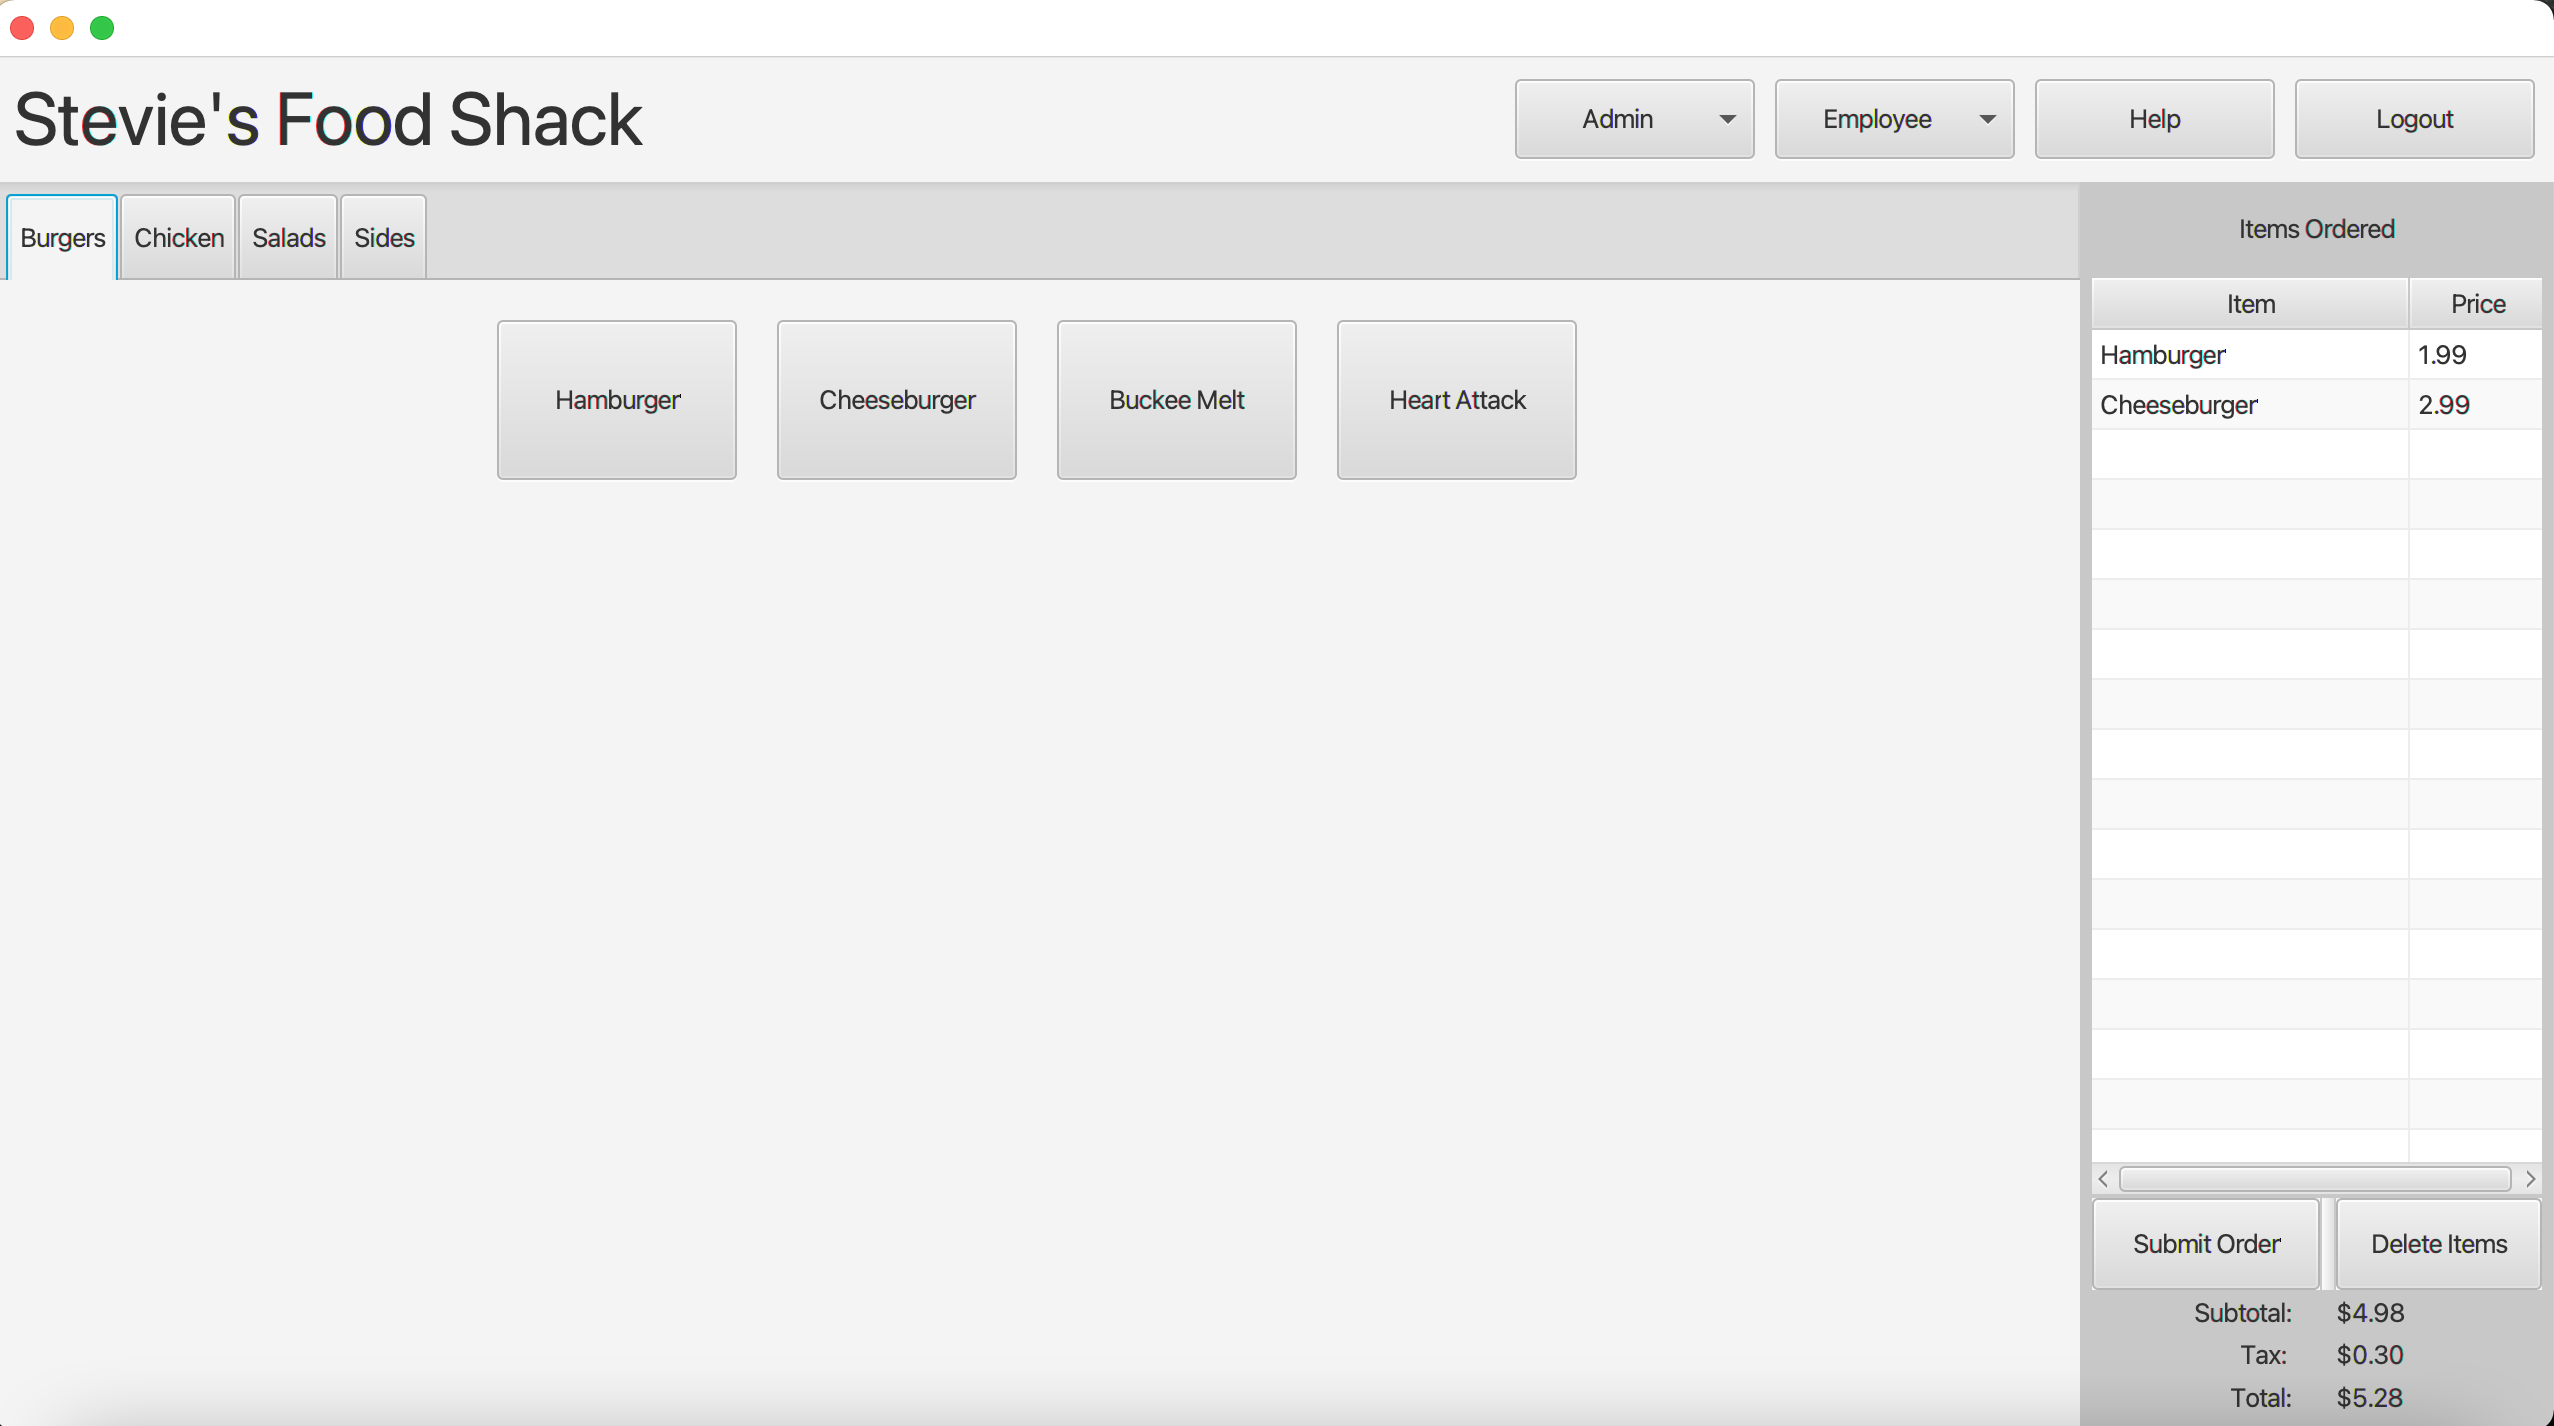 Stevie's Food Shack
Admin
Employee
Help
Logout
Burgers
Chicken
Salads
Sides
Hamburger
Cheeseburger
Buckee Melt
Heart Attack
Items Ordered
Item Price
Hamburger 1.99
Cheeseburger 2.99
Submit Order
Delete Items
Subtotal: $4.98
Tax: $0.30
Total: $5.28